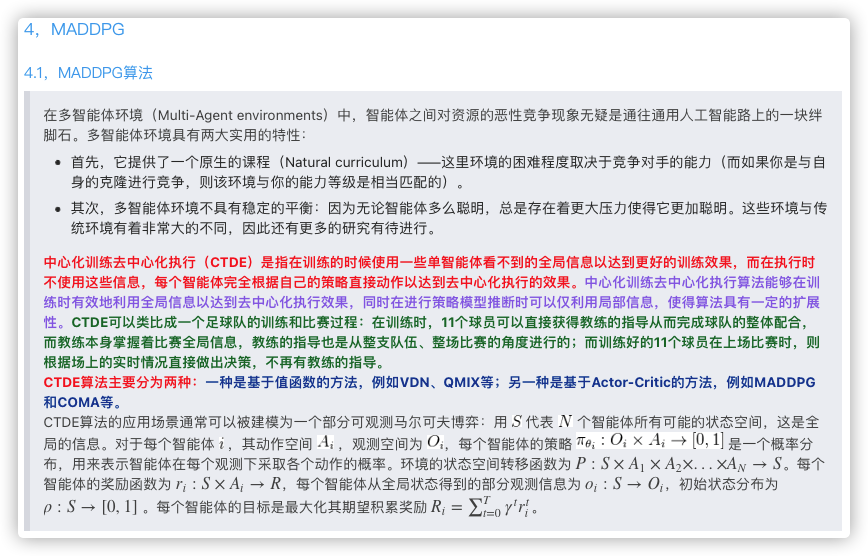 4，MADDPG
4.1，MADDPG算法
在多智能体环境（Multi-Agent environments）中，智能体之间对资源的恶性竞争现象无疑是通往通用人工智能路上的一块绊
脚石。多智能体环境具有两大实用的特性：
• 首先，它提供了一个原生的课程（Natural curriculum）——这里环境的困难程度取决于竞争对手的能力（而如果你是与自
身的克隆进行竞争，则该环境与你的能力等级是相当匹配的）。
• 其次，多智能体环境不具有稳定的平衡：因为无论智能体多么聪明，总是存在着更大压力使得它更加聪明。这些环境与传
统环境有着非常大的不同，因此还有更多的研究有待进行。
中心化训练去中心化执行（CTDE）是指在训练的时候使用一些单智能体看不到的全局信息以达到更好的训练效果，而在执行时
不使用这些信息，每个智能体完全根据自己的策略直接动作以达到去中心化执行的效果。中心化训练去中心化执行算法能够在训
练时有效地利用全局信息以达到去中心化执行效果，同时在进行策略模型推断时可以仅利用局部信息，使得算法具有一定的扩展
性。CTDE可以类比成一个足球队的训练和比赛过程：在训练时，11个球员可以直接获得教练的指导从而完成球队的整体配合，
而教练本身掌握着比赛全局信息，教练的指导也是从整支队伍、整场比赛的角度进行的；而训练好的11个球员在上场比赛时，则
根据场上的实时情况直接做出决策，不再有教练的指导。
CTDE算法主要分为两种：一种是基于值函数的方法，例如VDN、QMIX等；另一种是基于Actor-Critic的方法，例如MADDPG
和COMA等。
CTDE算法的应用场景通常可以被建模为一个部分可观测马尔可夫博弈：用 S 代表 N 个智能体所有可能的状态空间，这是全
局的信息。对于每个智能体 i，其动作空间 A_i，观测空间为 O_i，每个智能体的策略 π_{θ_i} : O_i × A_i → [0, 1] 是一个概率分
布，用来表示智能体在每个观测下采取各个动作的概率。环境的状态空间转移函数为 P : S × A_1 × A_2 ×. . . ×A_N → S。每个
智能体的奖励函数为 r_i : S × A_i → R，每个智能体从全局状态得到的部分观测信息为 o_i : S → O_i，初始状态分布为
ρ : S → [0, 1] 。每个智能体的目标是最大化其期望积累奖励 R_i = ∑_{t=0}^{T} γ^t r_i^t。